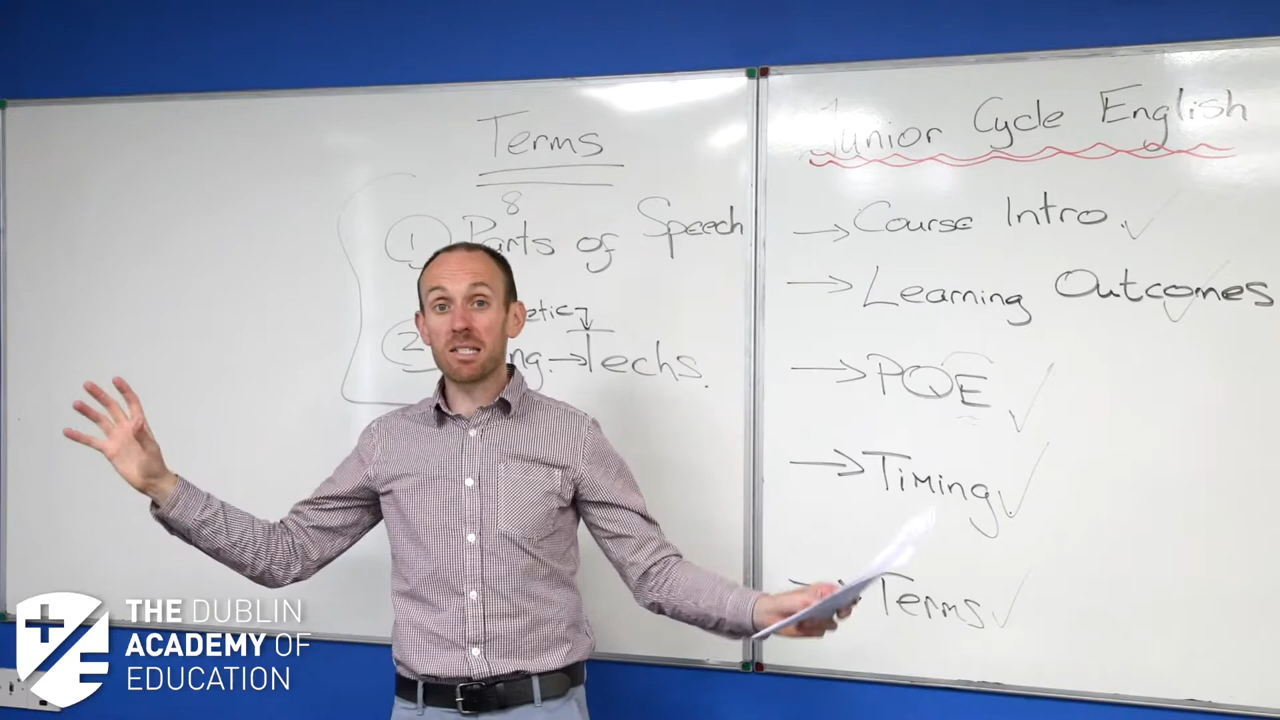 Terms
8
1 Parts of Speech
2
Techs.
Junior Cycle English
→ Course Intro. ✓
→ Learning Outcomes ✓
→ PQE ✓
→ Timing ✓
→ Terms ✓
THE DUBLIN
ACADEMY OF
EDUCATION